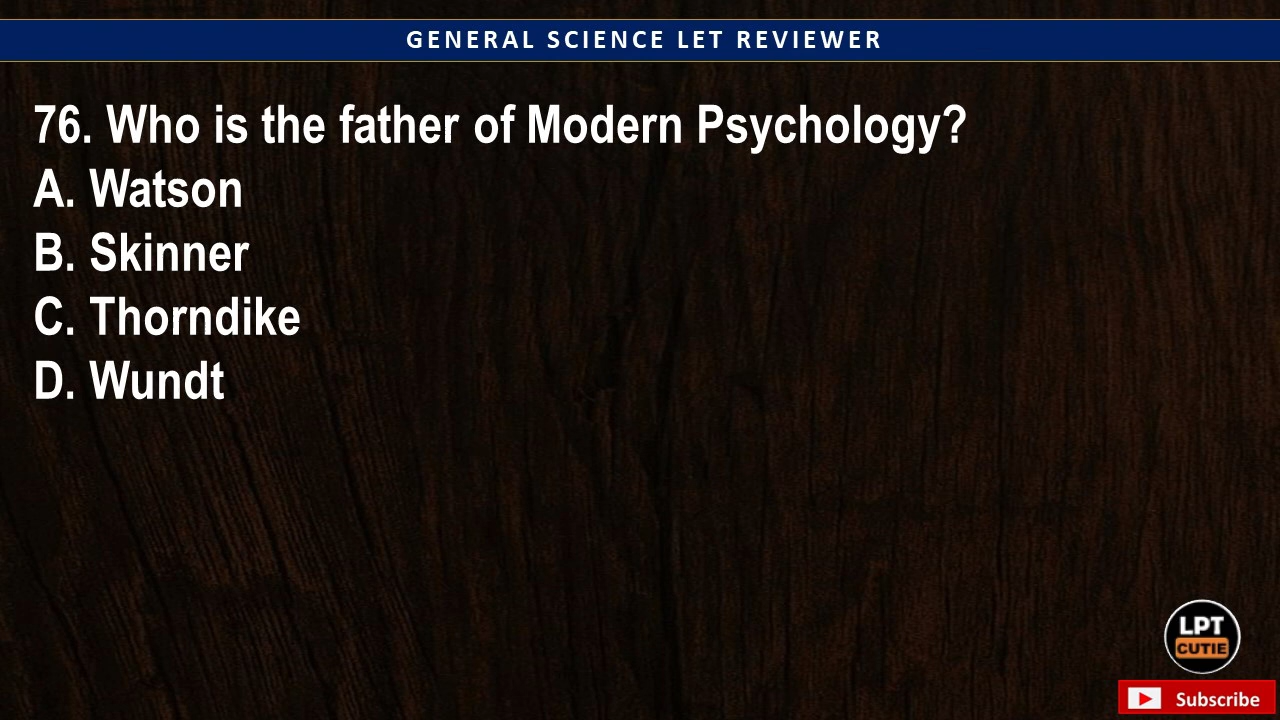 GENERAL SCIENCE LET REVIEWER
76. Who is the father of Modern Psychology?
A. Watson
B. Skinner
C. Thorndike
D. Wundt
LPT
CUTIE
Subscribe